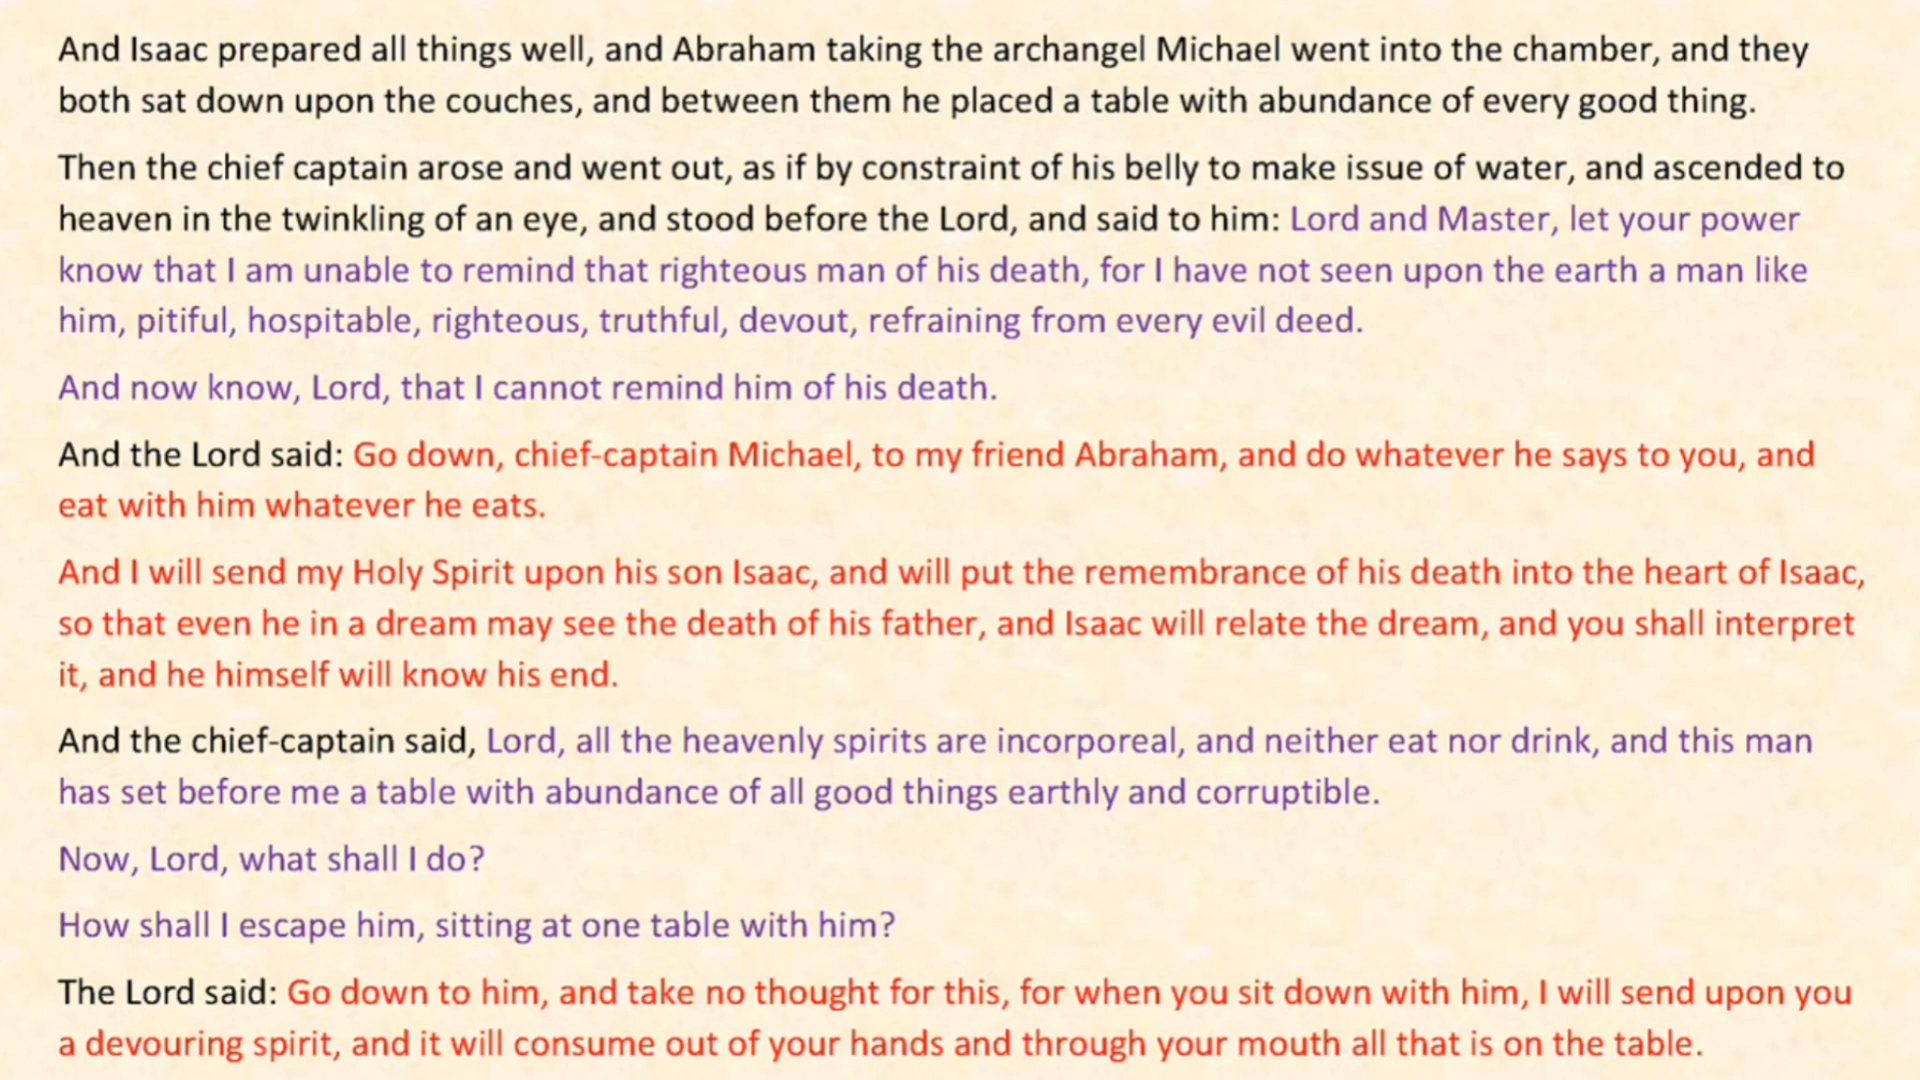 And Isaac prepared all things well, and Abraham taking the archangel Michael went into the chamber, and they
both sat down upon the couches, and between them he placed a table with abundance of every good thing.
Then the chief captain arose and went out, as if by constraint of his belly to make issue of water, and ascended to
heaven in the twinkling of an eye, and stood before the Lord, and said to him: Lord and Master, let your power
know that I am unable to remind that righteous man of his death, for I have not seen upon the earth a man like
him, pitiful, hospitable, righteous, truthful, devout, refraining from every evil deed.
And now know, Lord, that I cannot remind him of his death.
And the Lord said: Go down, chief-captain Michael, to my friend Abraham, and do whatever he says to you, and
eat with him whatever he eats.
And I will send my Holy Spirit upon his son Isaac, and will put the remembrance of his death into the heart of Isaac,
so that even he in a dream may see the death of his father, and Isaac will relate the dream, and you shall interpret
it, and he himself will know his end.
And the chief-captain said, Lord, all the heavenly spirits are incorporeal, and neither eat nor drink, and this man
has set before me a table with abundance of all good things earthly and corruptible.
Now, Lord, what shall I do?
How shall I escape him, sitting at one table with him?
The Lord said: Go down to him, and take no thought for this, for when you sit down with him, I will send upon you
a devouring spirit, and it will consume out of your hands and through your mouth all that is on the table.